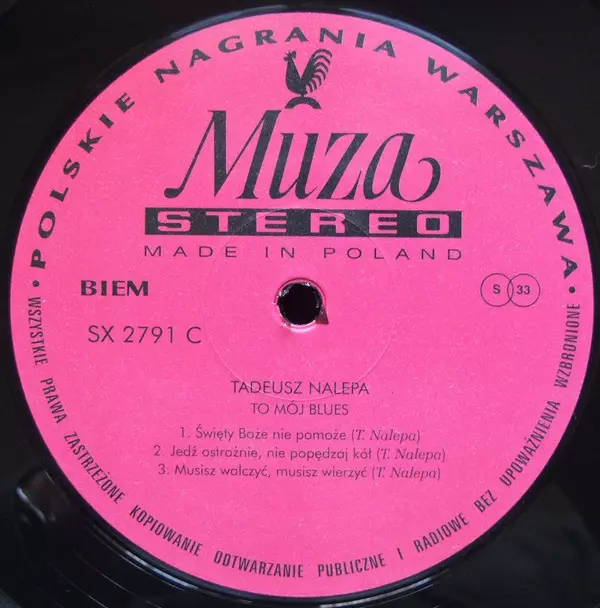 • POLSKIE NAGRANIA WARSZAWA •
Muza
STEREO
MADE IN POLAND
BIEM
S 33
SX 2791 C
TADEUSZ NALEPA
TO MÓJ BLUES
1. Święty Boże nie pomoże (T. Nalepa)
2. Jedź ostrożnie, nie popędzaj kół (T. Nalepa)
3. Musisz walczyć, musisz wierzyć (T. Nalepa)
WSZYSTKIE PRAWA ZASTRZEŻONE KOPIOWANIE ODTWARZANIE PUBLICZNE I RADIOWE BEZ UPOWAŻNIENIA WZBRONIONE